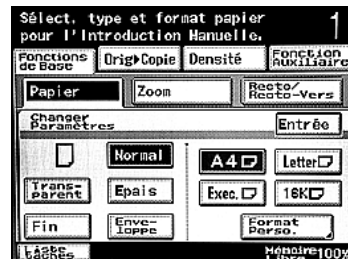 Sélect. type et format papier
pour l'Introduction Manuelle. 1
Fonctions de Base Orig▸Copie Densité Fonction Auxiliaire
Papier Zoom Recto/ Recto-Vers
Changer Paramètres Entrée
Normal A4 Letter
Trans- parent Epais Exec. 16K
Fin Enve- loppe Format Perso.
Liste tâches Mémoire Libre 100%